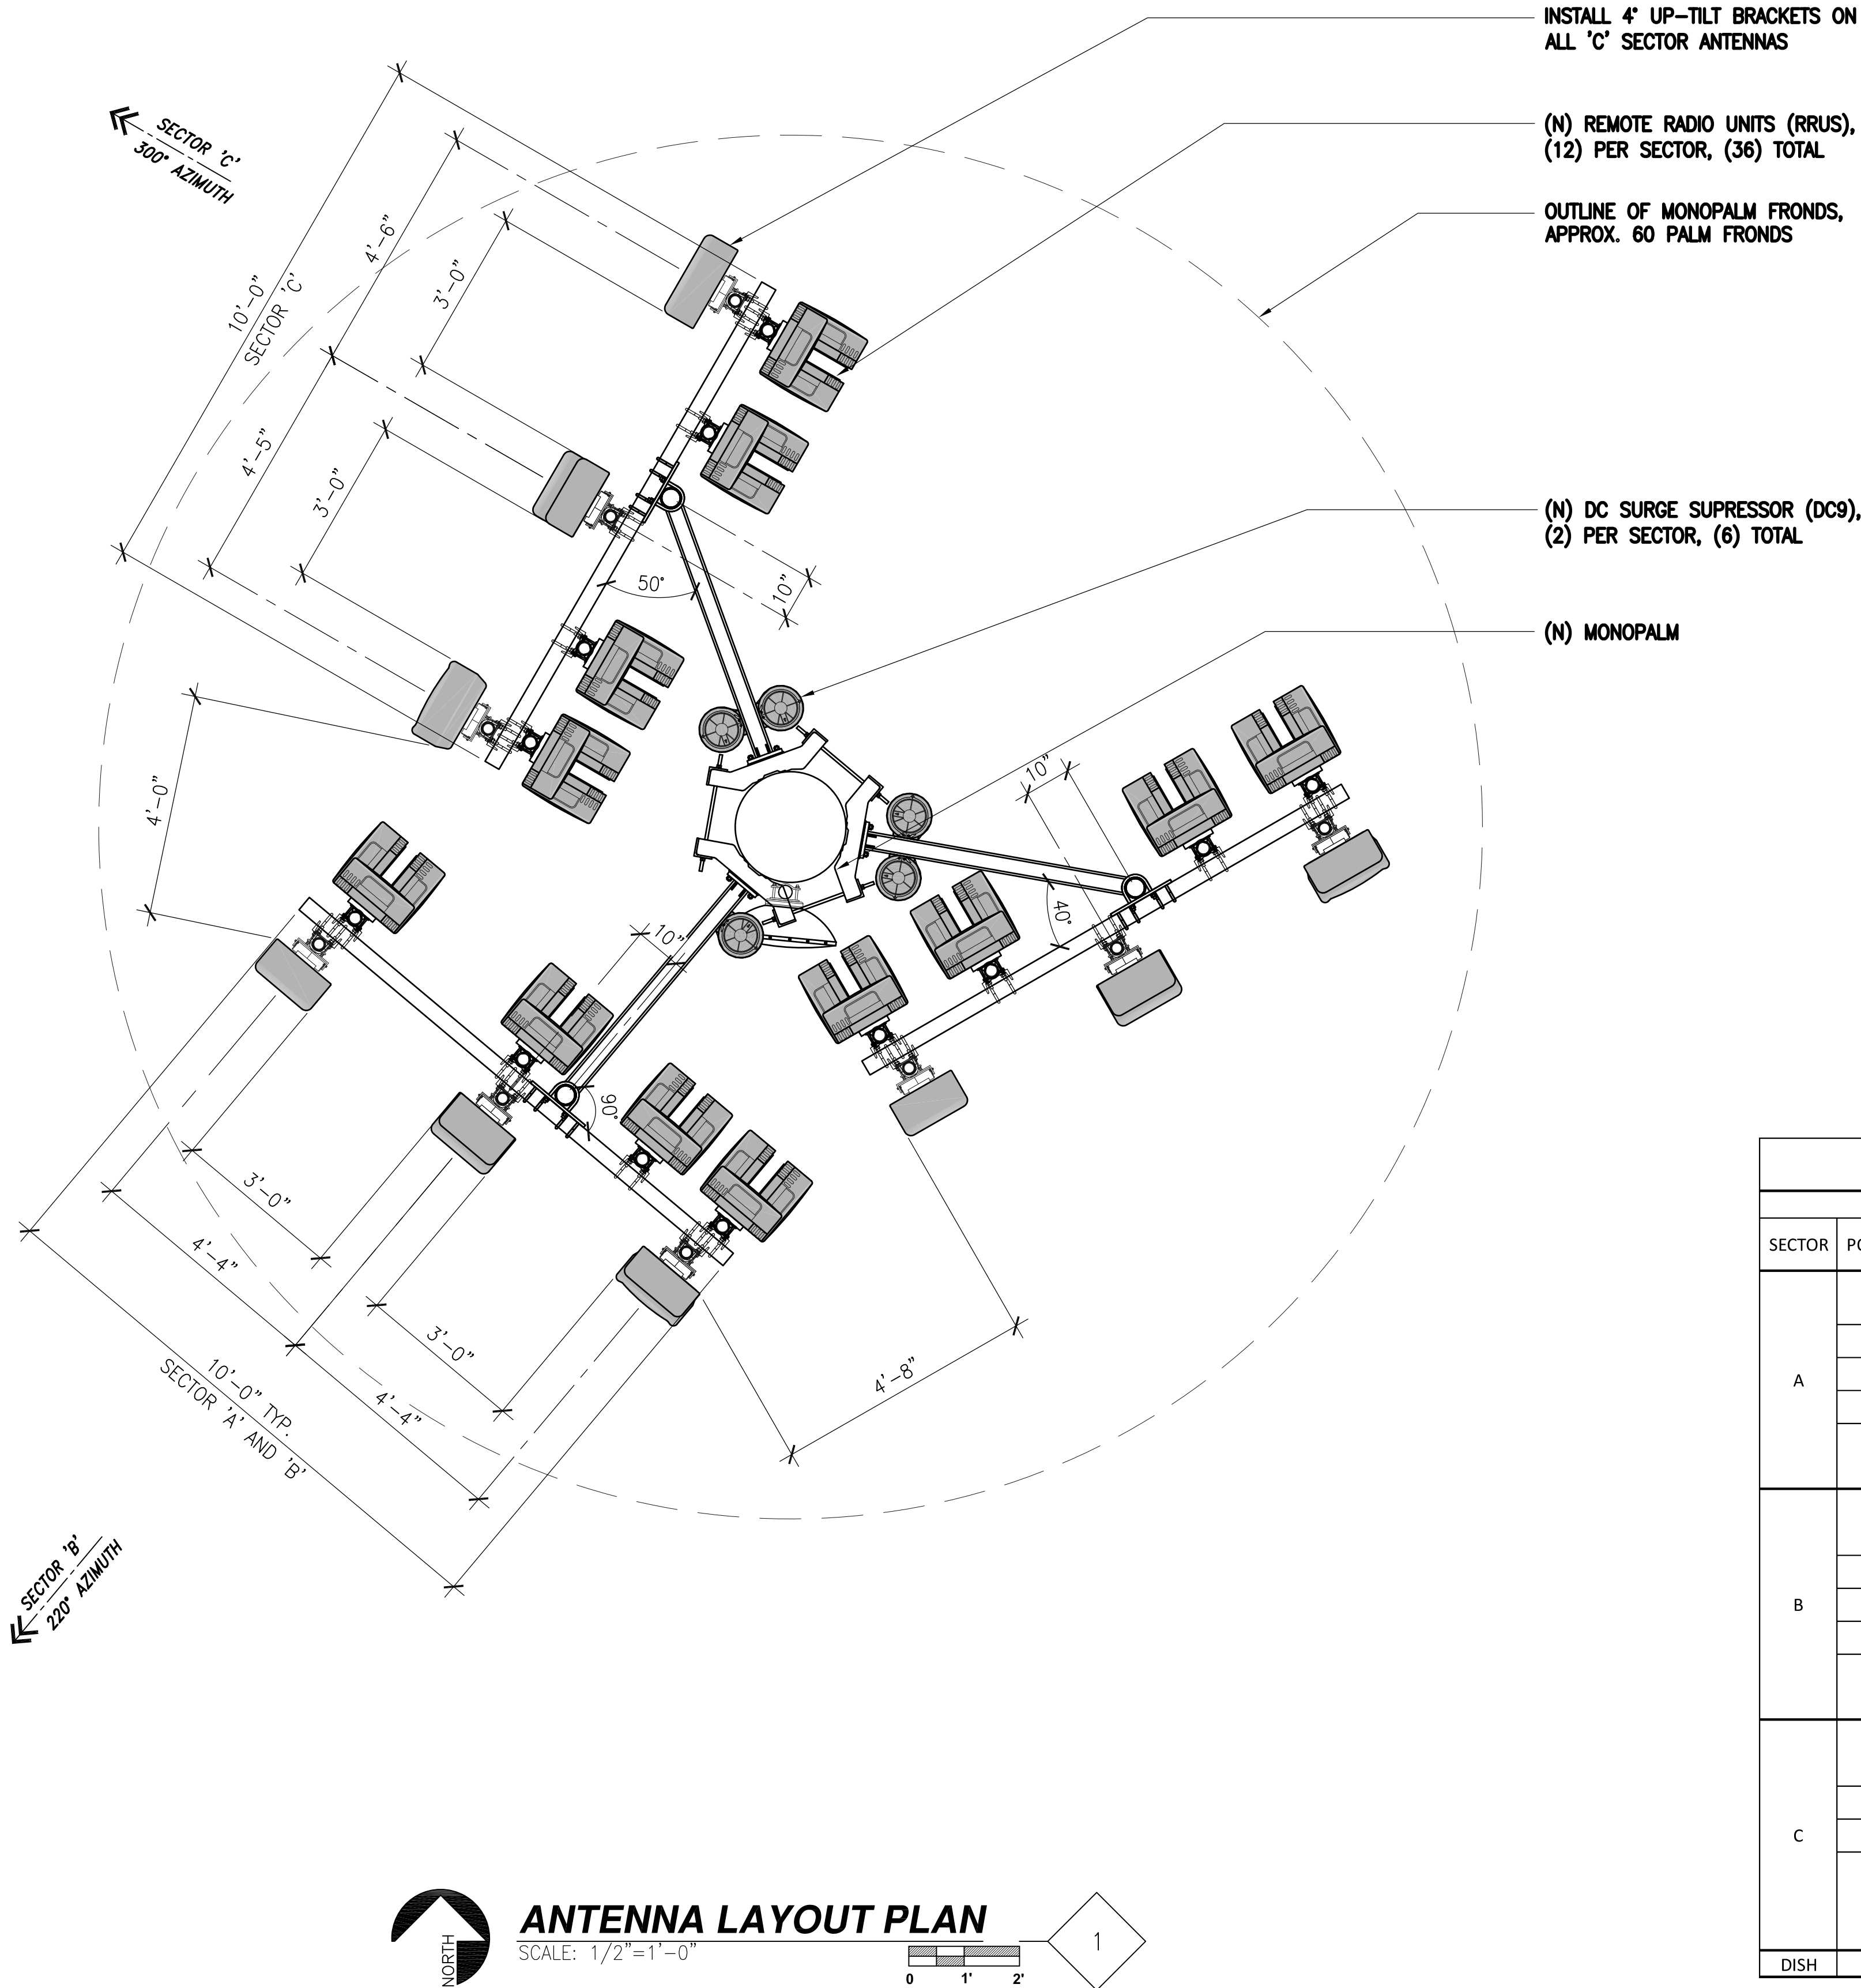 INSTALL 4° UP-TILT BRACKETS ON
ALL 'C' SECTOR ANTENNAS
(N) REMOTE RADIO UNITS (RRUS),
(12) PER SECTOR, (36) TOTAL
OUTLINE OF MONOPALM FRONDS,
APPROX. 60 PALM FRONDS
(N) DC SURGE SUPRESSOR (DC9),
(2) PER SECTOR, (6) TOTAL
(N) MONOPALM
SECTOR 'C'
300° AZIMUTH
10'-0"
SECTOR 'C'
4'-6"
3'-0"
4'-5"
3'-0"
50°
10"
4'-0"
10"
40°
10"
90°
3'-0"
4'-4"
3'-0"
4'-4"
10'-0" TYP.
SECTOR 'A' AND 'B'
4'-8"
SECTOR 'B'
220° AZIMUTH
SECTOR
A
B
C
DISH
NORTH
ANTENNA LAYOUT PLAN
SCALE: 1/2"=1'-0"
0 1' 2'
1